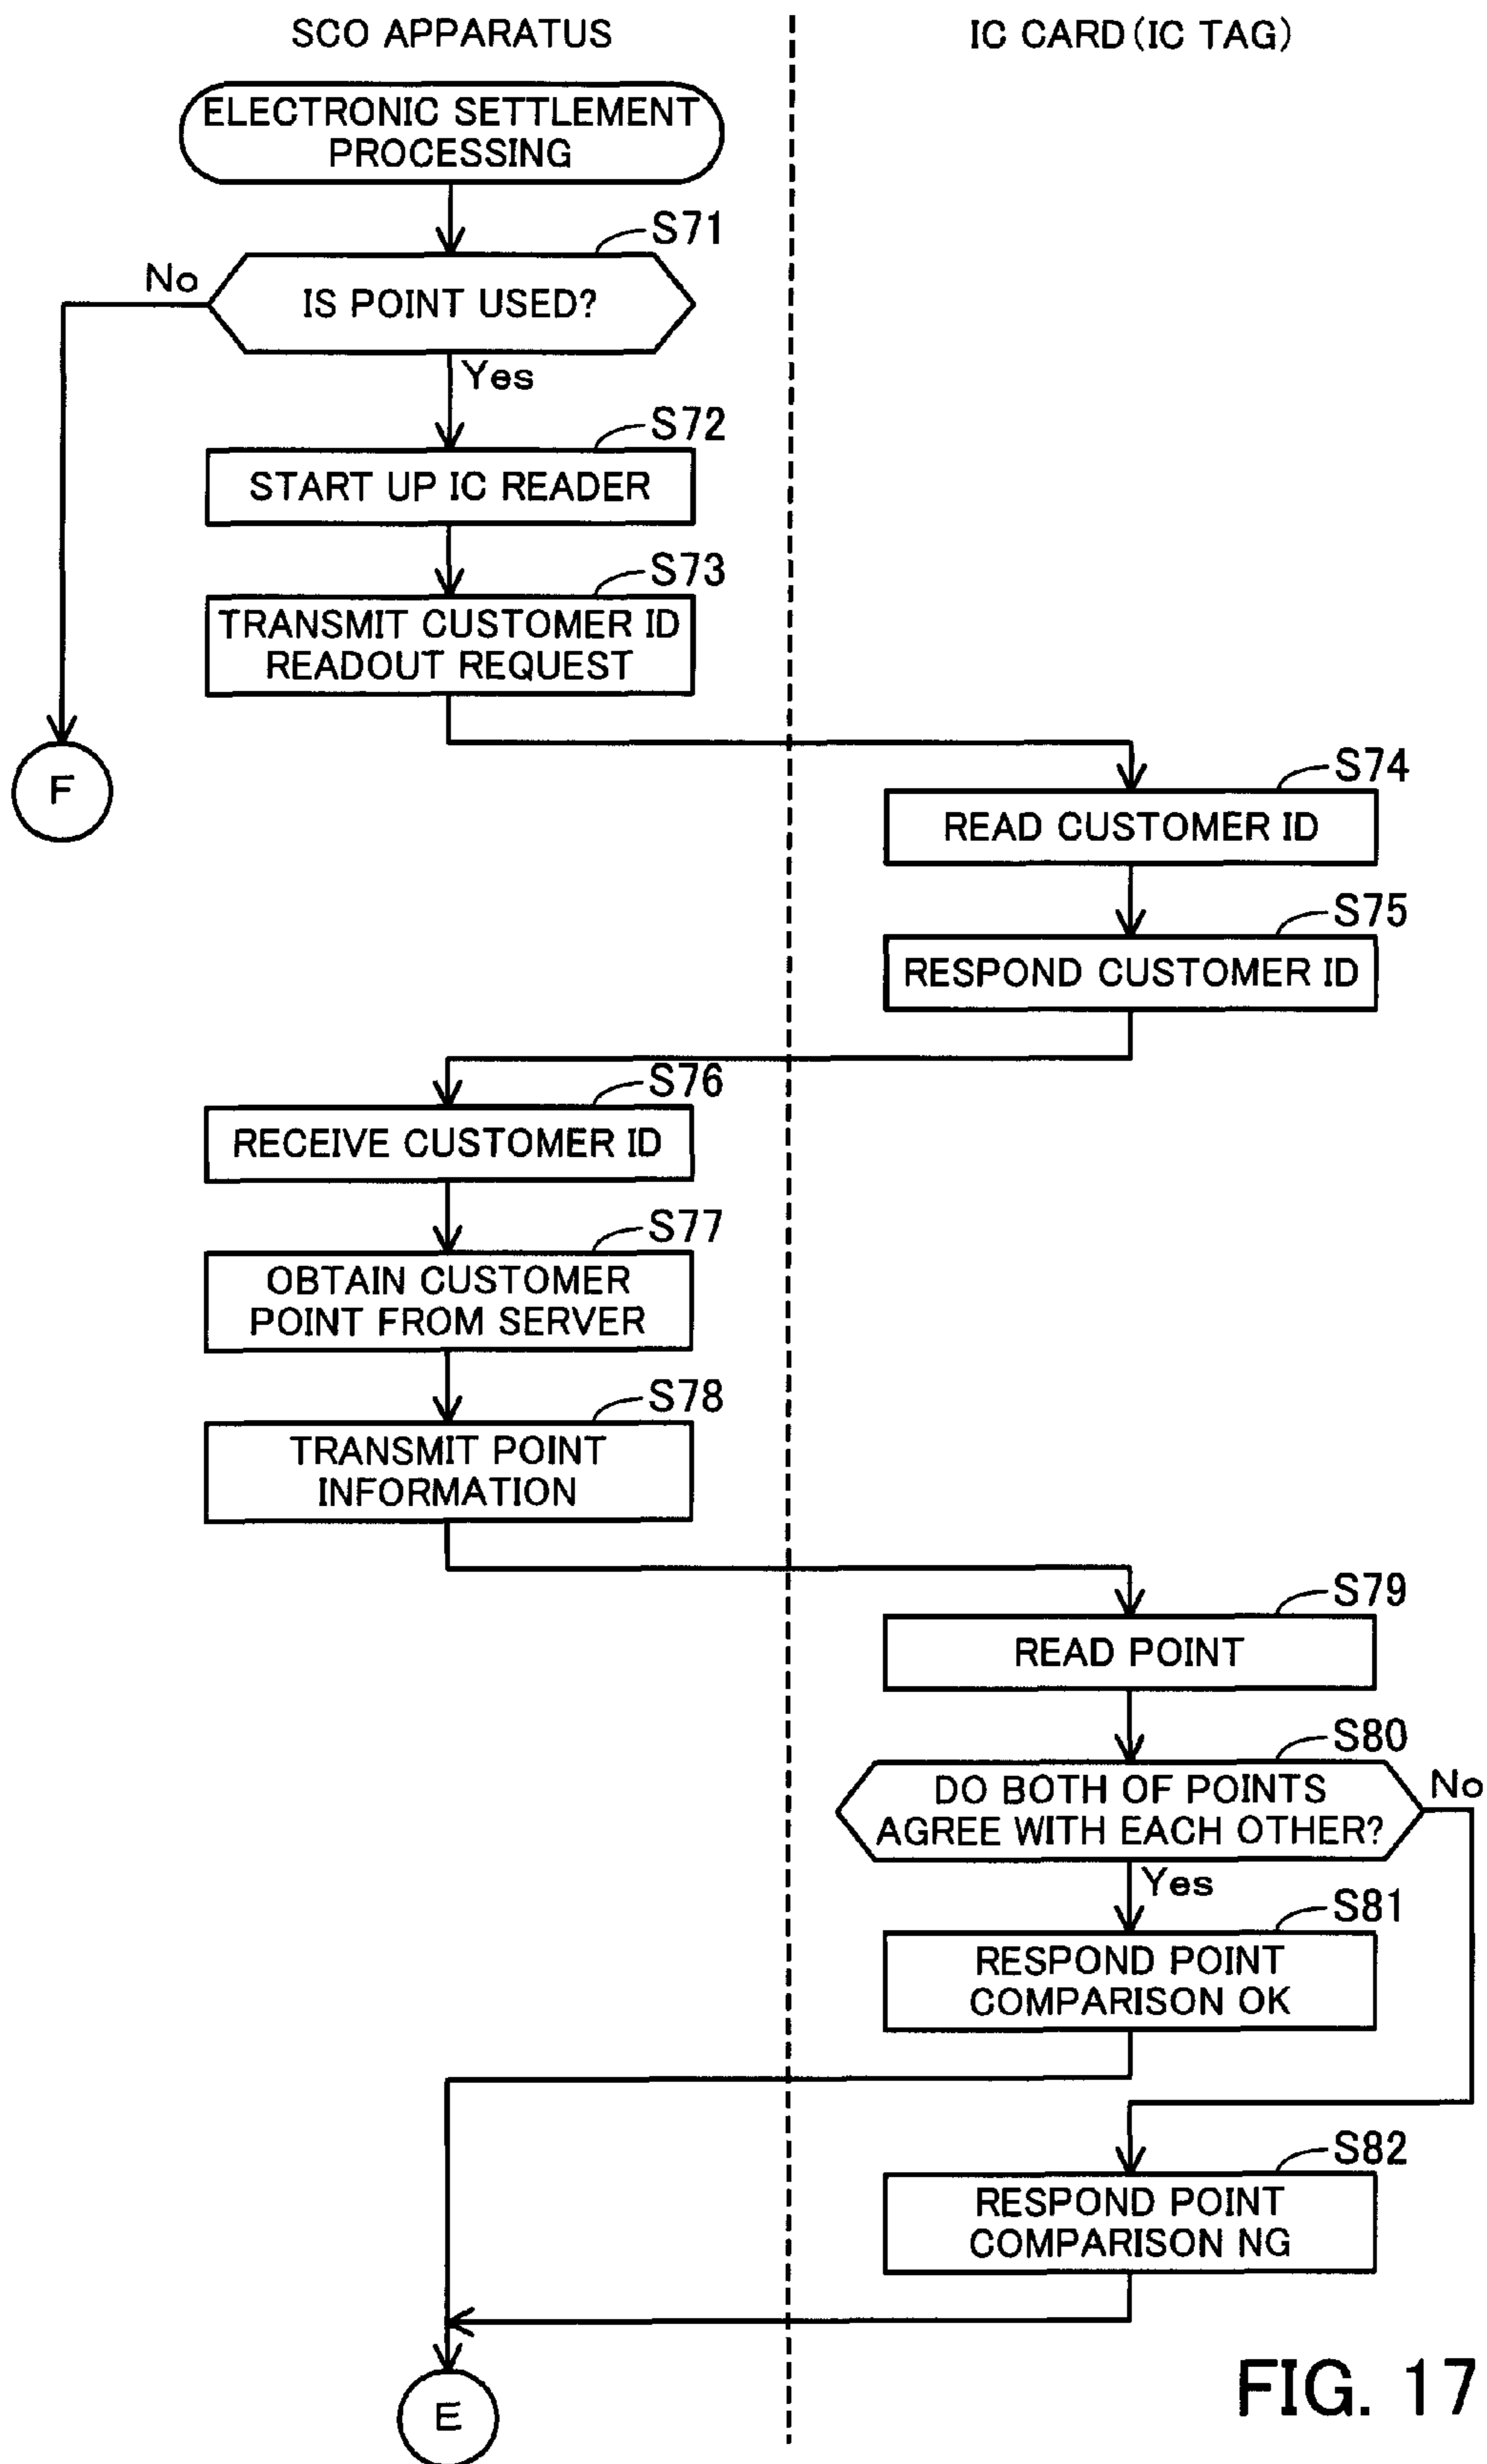 SCO APPARATUS
IC CARD(IC TAG)
ELECTRONIC SETTLEMENT
PROCESSING
S71
No
IS POINT USED?
Yes
S72
START UP IC READER
S73
TRANSMIT CUSTOMER ID
READOUT REQUEST
F
S74
READ CUSTOMER ID
S75
RESPOND CUSTOMER ID
S76
RECEIVE CUSTOMER ID
S77
OBTAIN CUSTOMER
POINT FROM SERVER
S78
TRANSMIT POINT
INFORMATION
S79
READ POINT
S80
DO BOTH OF POINTS
AGREE WITH EACH OTHER?
No
Yes
S81
RESPOND POINT
COMPARISON OK
S82
RESPOND POINT
COMPARISON NG
E
FIG. 17